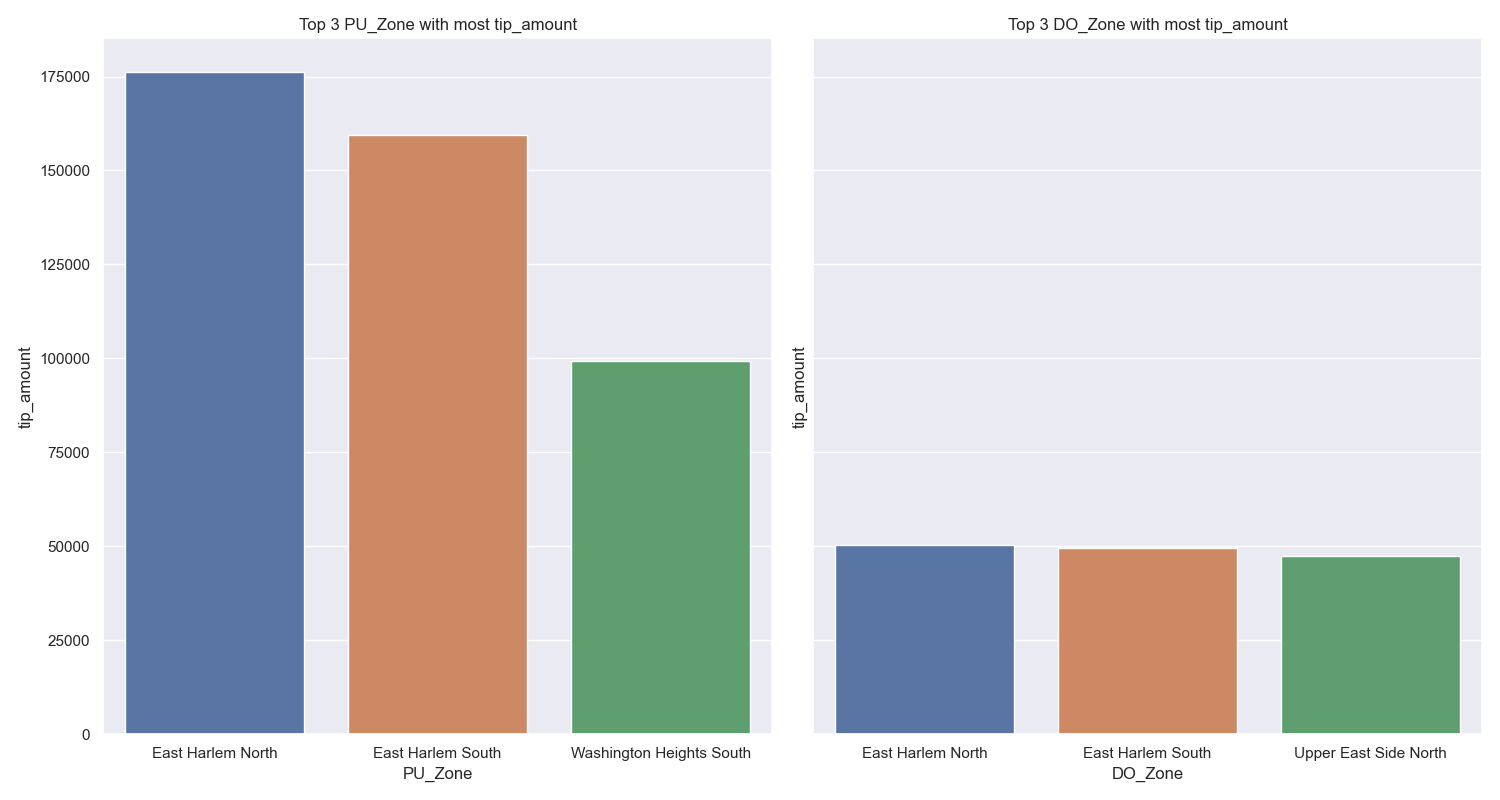 Top 3 PU_Zone with most tip_amount
175000
150000
125000
100000
75000
50000
25000
0
tip_amount
East Harlem North
East Harlem South
Washington Heights South
PU_Zone
Top 3 DO_Zone with most tip_amount
tip_amount
East Harlem North
East Harlem South
Upper East Side North
DO_Zone